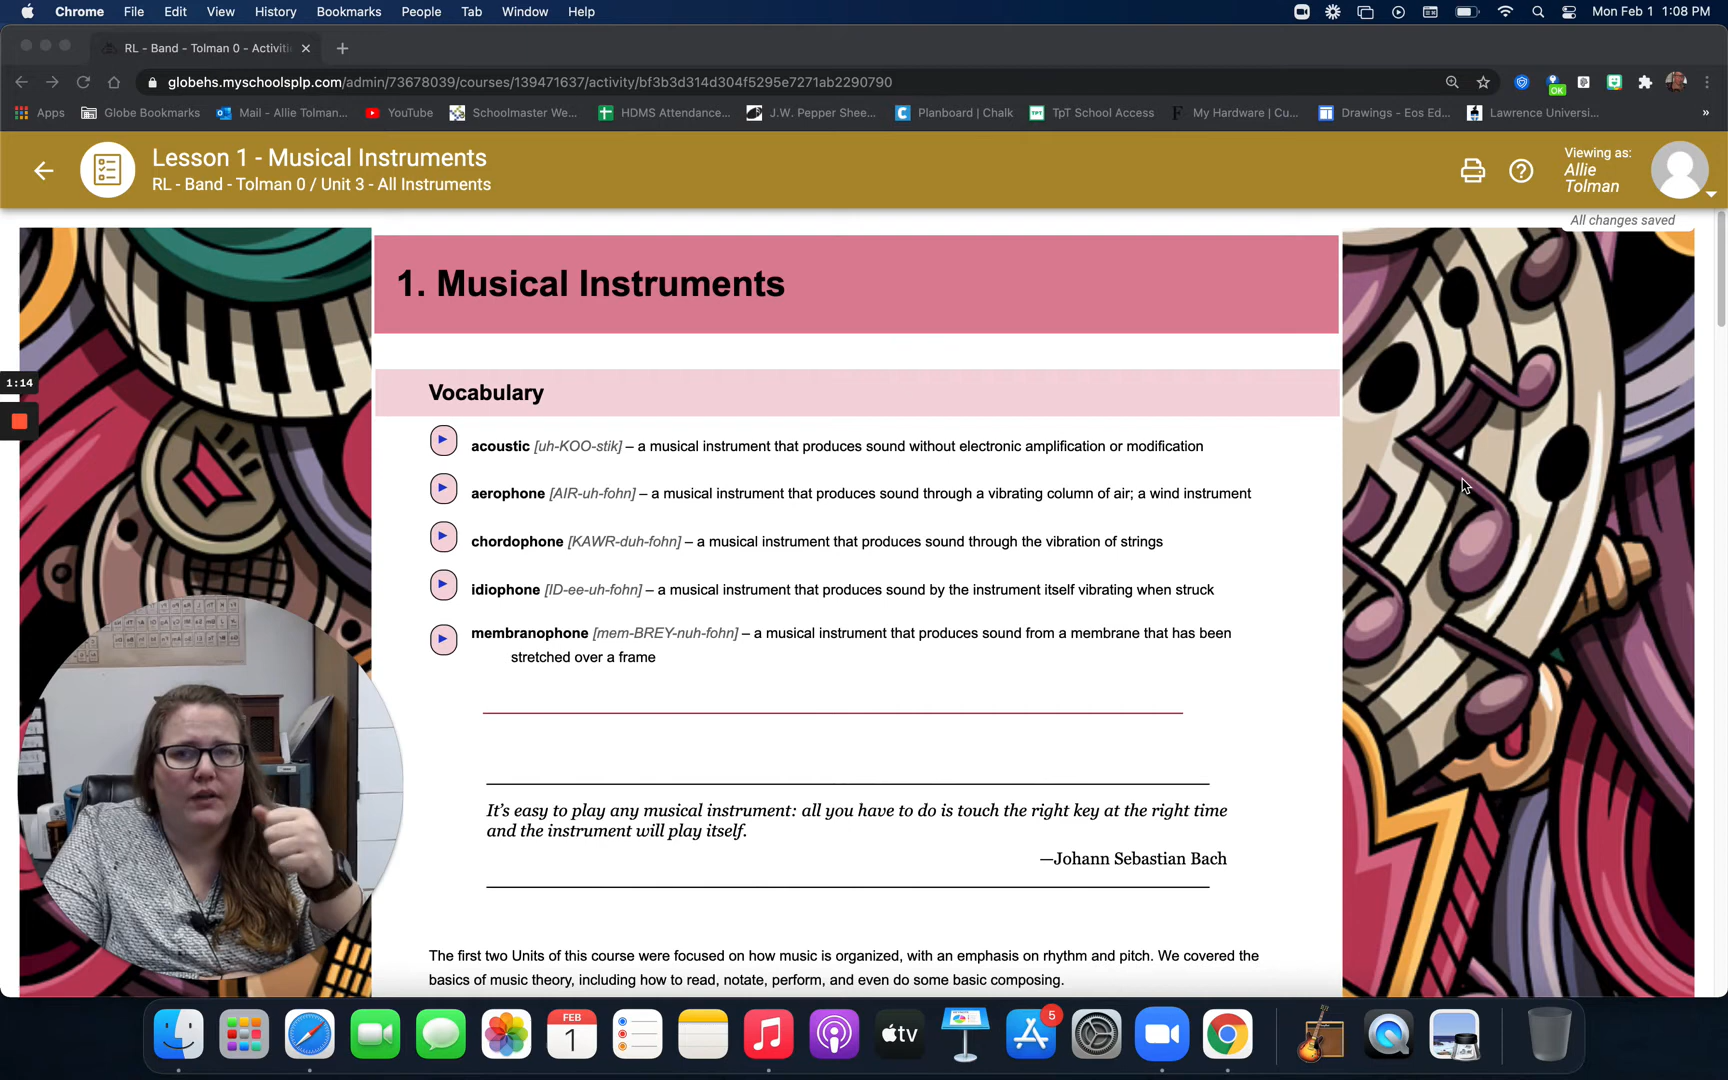 Chrome File Edit View History Bookmarks People Tab Window Help Mon Feb 1 1:08 PM
RL - Band - Tolman 0 - Activiti
globehs.myschoolsplp.com/admin/73678039/courses/139471637/activity/bf3b3d314d304f5295e7271ab2290790
OK
Apps Globe Bookmarks Mail - Allie Tolman... YouTube Schoolmaster We... HDMS Attendance... J.W. Pepper Shee... Planboard | Chalk TpT School Access My Hardware | Cu... Drawings - Eos Ed... Lawrence Universi... »
Lesson 1 - Musical Instruments
RL - Band - Tolman 0 / Unit 3 - All Instruments
Viewing as:
Allie
Tolman
All changes saved
1. Musical Instruments
1:14
Vocabulary
acoustic [uh-KOO-stik] – a musical instrument that produces sound without electronic amplification or modification
aerophone [AIR-uh-fohn] – a musical instrument that produces sound through a vibrating column of air; a wind instrument
chordophone [KAWR-duh-fohn] – a musical instrument that produces sound through the vibration of strings
idiophone [ID-ee-uh-fohn] – a musical instrument that produces sound by the instrument itself vibrating when struck
membranophone [mem-BREY-nuh-fohn] – a musical instrument that produces sound from a membrane that has been
stretched over a frame
It's easy to play any musical instrument: all you have to do is touch the right key at the right time
and the instrument will play itself.
—Johann Sebastian Bach
The first two Units of this course were focused on how music is organized, with an emphasis on rhythm and pitch. We covered the
basics of music theory, including how to read, notate, perform, and even do some basic composing.
FEB
1
tv
5